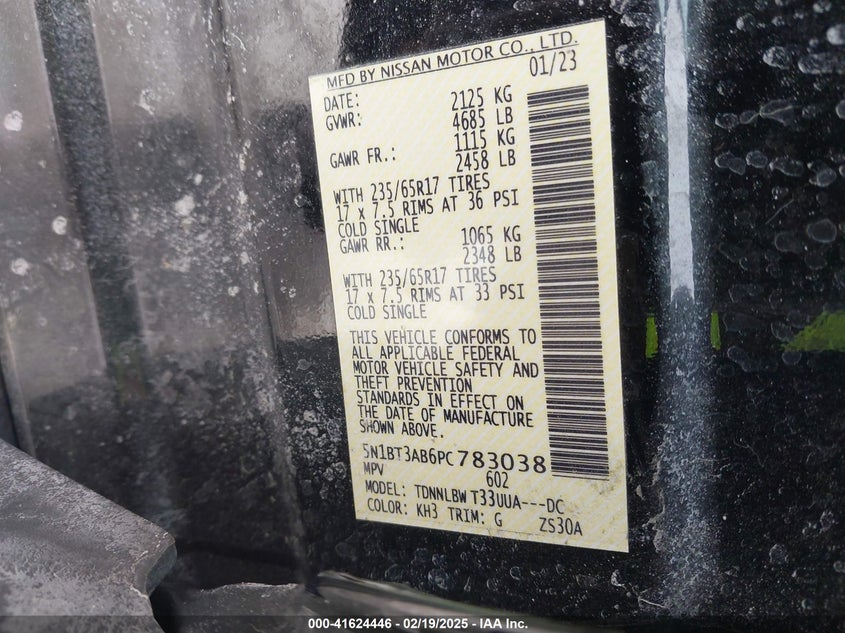 MFD BY NISSAN MOTOR CO., LTD.
DATE: 01/23
GVWR: 2125 KG
4685 LB
GAWR FR.: 1115 KG
2458 LB
WITH 235/65R17 TIRES
17 x 7.5 RIMS AT 36 PSI
COLD SINGLE
GAWR RR.: 1065 KG
2348 LB
WITH 235/65R17 TIRES
17 x 7.5 RIMS AT 33 PSI
COLD SINGLE
THIS VEHICLE CONFORMS TO
ALL APPLICABLE FEDERAL
MOTOR VEHICLE SAFETY AND
THEFT PREVENTION
STANDARDS IN EFFECT ON
THE DATE OF MANUFACTURE
SHOWN ABOVE.
5N1BT3AB6PC783038
MPV 602
MODEL: TDNNLBW T33UUA---DC
COLOR: KH3 TRIM: G ZS30A
000-41624446 - 02/19/2025 - IAA Inc.